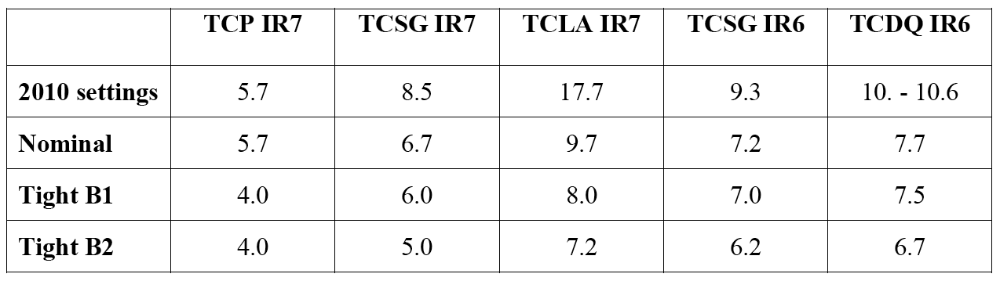 TCP IR7 TCSG IR7 TCLA IR7 TCSG IR6 TCDQ IR6
2010 settings 5.7 8.5 17.7 9.3 10. - 10.6
Nominal 5.7 6.7 9.7 7.2 7.7
Tight B1 4.0 6.0 8.0 7.0 7.5
Tight B2 4.0 5.0 7.2 6.2 6.7